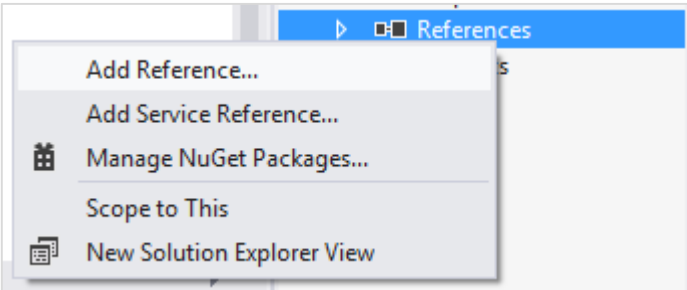 References
Add Reference...
Add Service Reference...
Manage NuGet Packages...
Scope to This
New Solution Explorer View